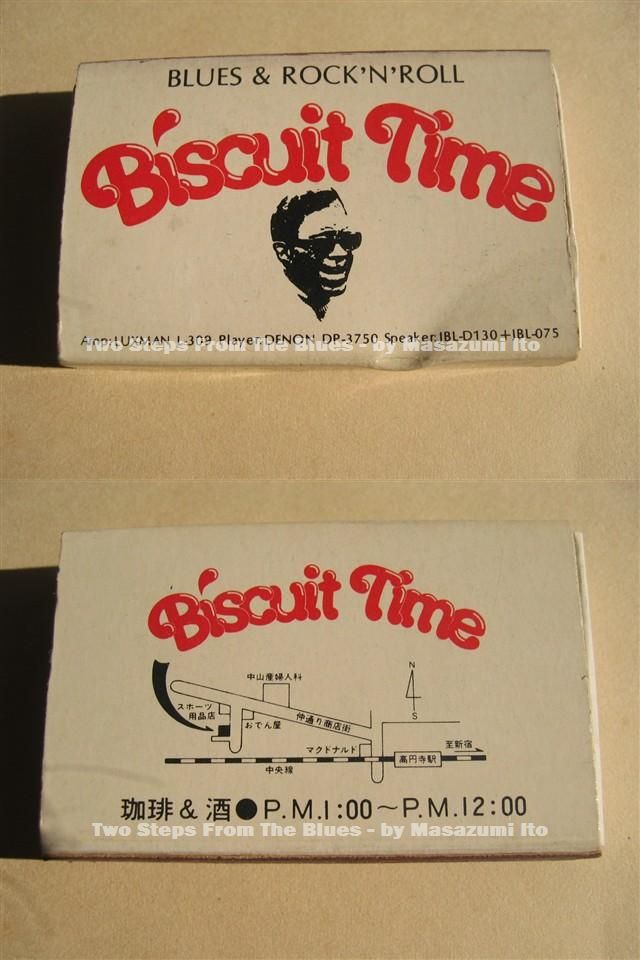 BLUES & ROCK'N'ROLL
Biscuit Time
Amp:LUXMAN L-309 Player:DENON DP-3750 Speaker:JBL-D130+JBL-075
Two Steps From The Blues - by Masazumi Ito
Biscuit Time
中山産婦人科
N
S
スポーツ
用品店
おでん屋
仲通り商店街
マクドナルド
高円寺駅
至新宿
中央線
珈琲&酒●P.M.1:00〜P.M.12:00
Two Steps From The Blues - by Masazumi Ito